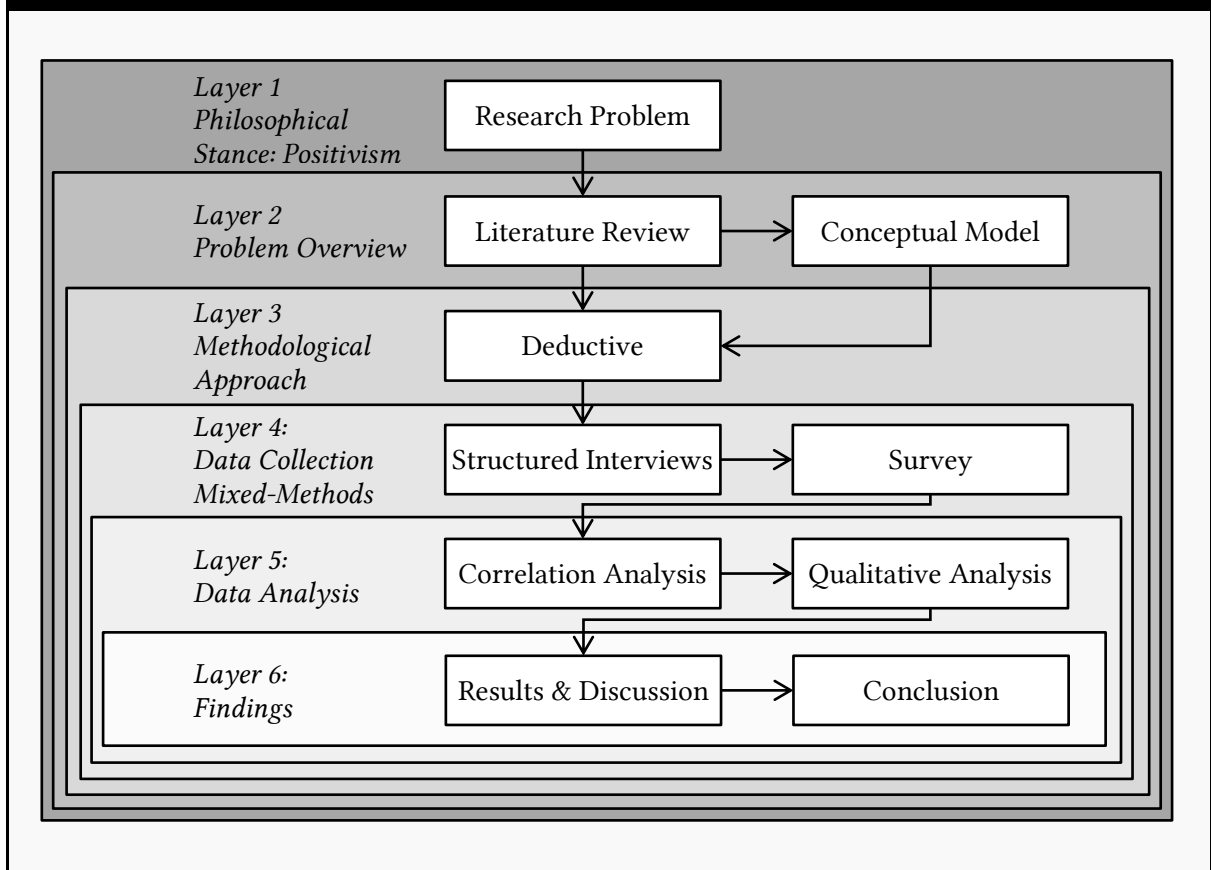 Layer 1
Philosophical
Stance: Positivism
Research Problem
Layer 2
Problem Overview
Literature Review
Conceptual Model
Layer 3
Methodological
Approach
Deductive
Layer 4:
Data Collection
Mixed-Methods
Structured Interviews
Survey
Layer 5:
Data Analysis
Correlation Analysis
Qualitative Analysis
Layer 6:
Findings
Results & Discussion
Conclusion